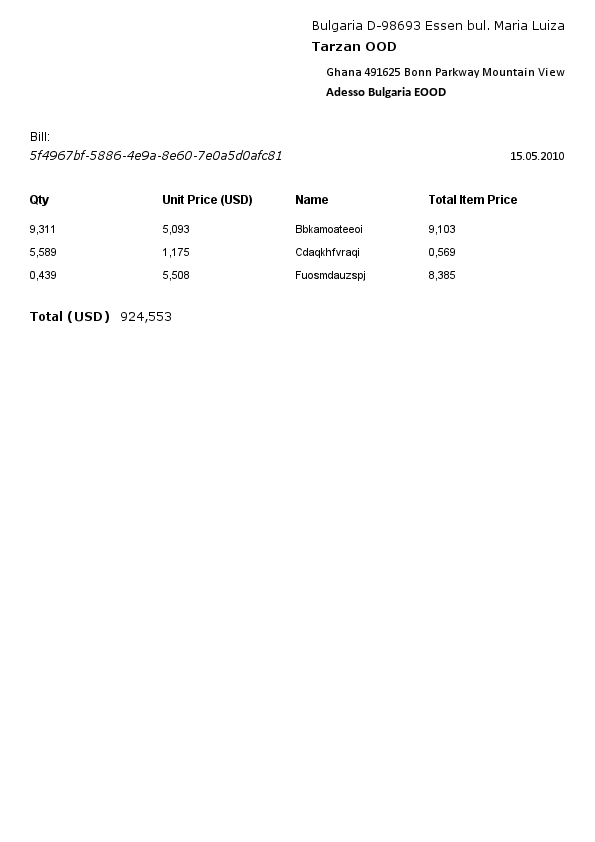 Bulgaria D-98693 Essen bul. Maria Luiza
Tarzan OOD
Ghana 491625 Bonn Parkway Mountain View
Adesso Bulgaria EOOD
Bill:
5f4967bf-5886-4e9a-8e60-7e0a5d0afc81 15.05.2010
Qty Unit Price (USD) Name Total Item Price
9,311 5,093 Bbkamoateeoi 9,103
5,589 1,175 Cdaqkhfvraqi 0,569
0,439 5,508 Fuosmdauzspj 8,385
Total (USD) 924,553